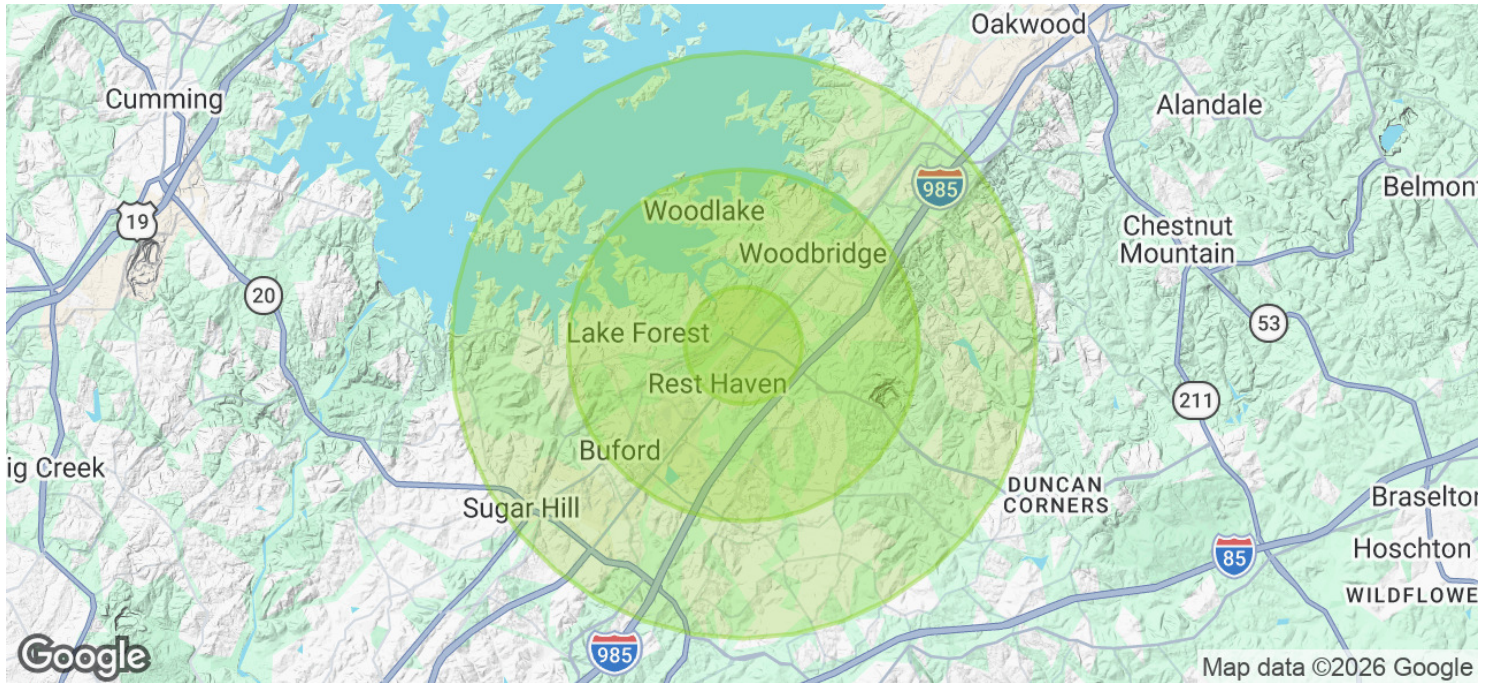 Oakwood
Cumming
Alandale
Belmon
985
19
Woodlake
Chestnut
Mountain
Woodbridge
20
53
Lake Forest
Rest Haven
211
Buford
ig Creek
DUNCAN
CORNERS
Braselton
Sugar Hill
Hoschton
85
WILDFLOWE
985
Google
Map data ©2026 Google